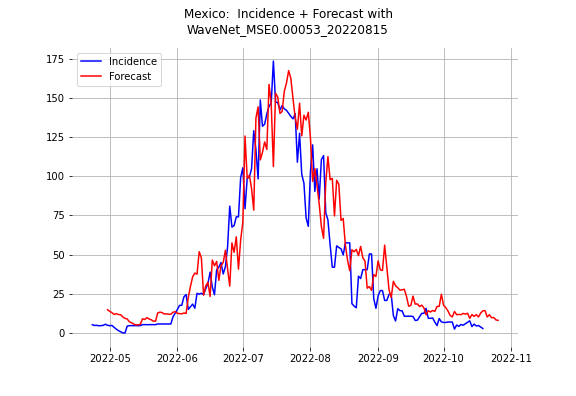 Mexico:  Incidence + Forecast with
WaveNet_MSE0.00053_20220815
Incidence
Forecast
175
150
125
100
75
50
25
0
2022-05 2022-06 2022-07 2022-08 2022-09 2022-10 2022-11